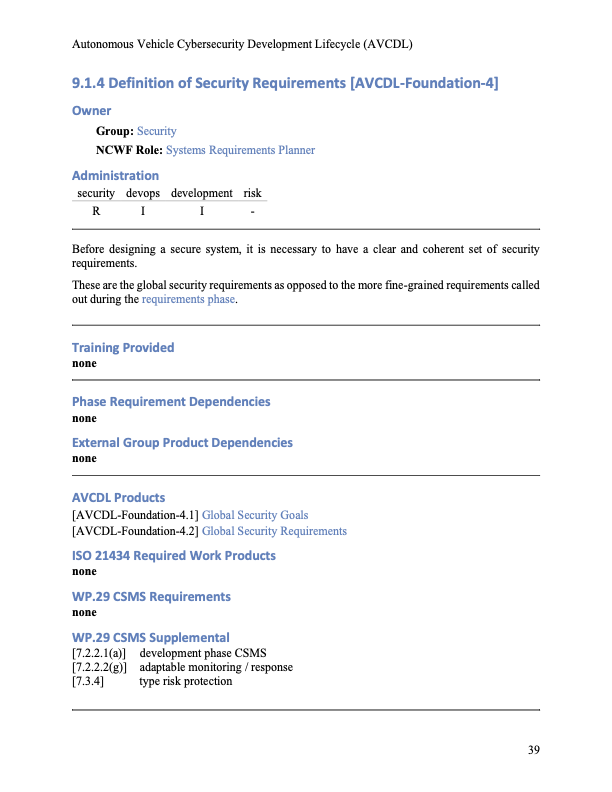 Autonomous Vehicle Cybersecurity Development Lifecycle (AVCDL)
9.1.4 Definition of Security Requirements [AVCDL-Foundation-4]
Owner
Group: Security
NCWF Role: Systems Requirements Planner
Administration
security devops development risk
R I I -
Before designing a secure system, it is necessary to have a clear and coherent set of security
requirements.
These are the global security requirements as opposed to the more fine-grained requirements called
out during the requirements phase.
Training Provided
none
Phase Requirement Dependencies
none
External Group Product Dependencies
none
AVCDL Products
[AVCDL-Foundation-4.1] Global Security Goals
[AVCDL-Foundation-4.2] Global Security Requirements
ISO 21434 Required Work Products
none
WP.29 CSMS Requirements
none
WP.29 CSMS Supplemental
[7.2.2.1(a)] development phase CSMS
[7.2.2.2(g)] adaptable monitoring / response
[7.3.4] type risk protection
39